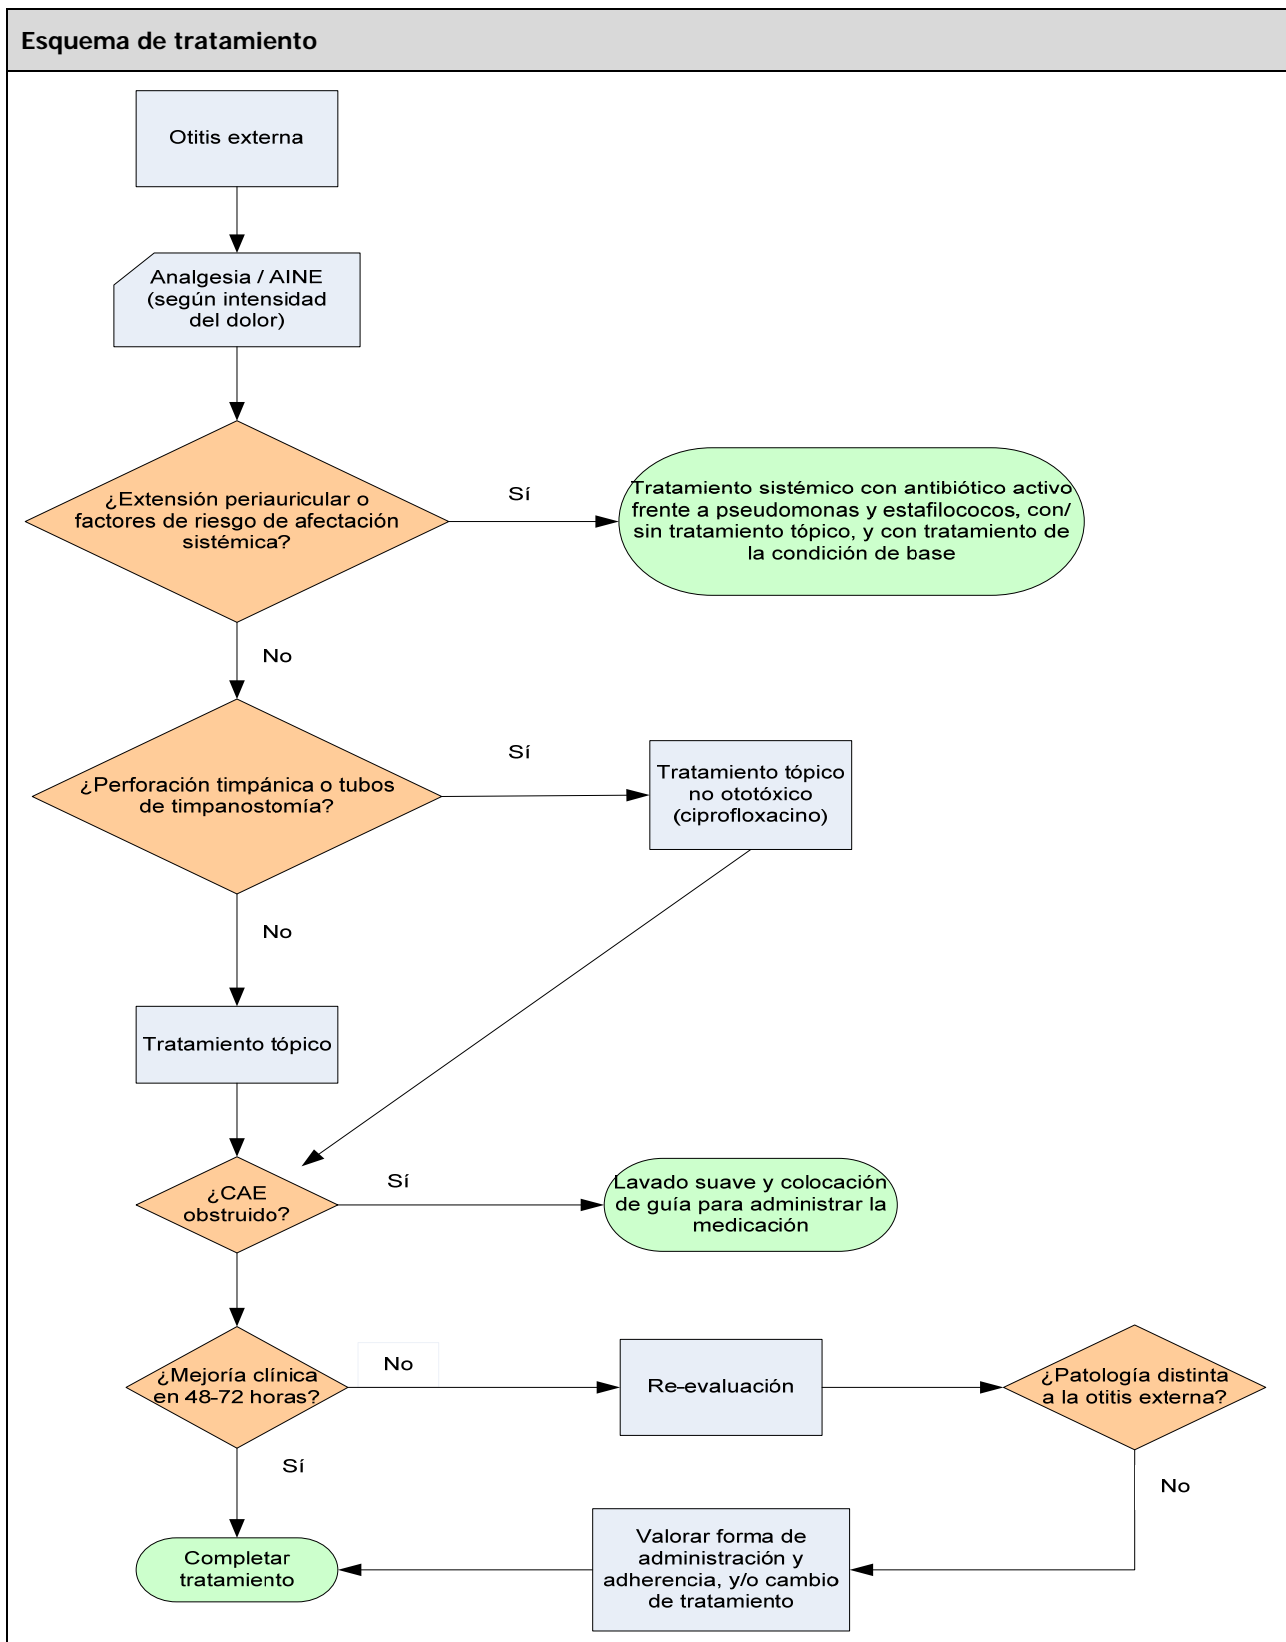 Esquema de tratamiento
Otitis externa
Analgesia / AINE
(según intensidad
del dolor)
¿Extensión periauricular o
factores de riesgo de afectación
sistémica?
Sí
Tratamiento sistémico con antibiótico activo
frente a pseudomonas y estafilococos, con/
sin tratamiento tópico, y con tratamiento de
la condición de base
No
¿Perforación timpánica o tubos
de timpanostomía?
Sí
Tratamiento tópico
no ototóxico
(ciprofloxacino)
No
Tratamiento tópico
¿CAE
obstruido?
Sí
Lavado suave y colocación
de guía para administrar la
medicación
¿Mejoría clínica
en 48-72 horas?
No
Re-evaluación
¿Patología distinta
a la otitis externa?
Sí
No
Completar
tratamiento
Valorar forma de
administración y
adherencia, y/o cambio
de tratamiento